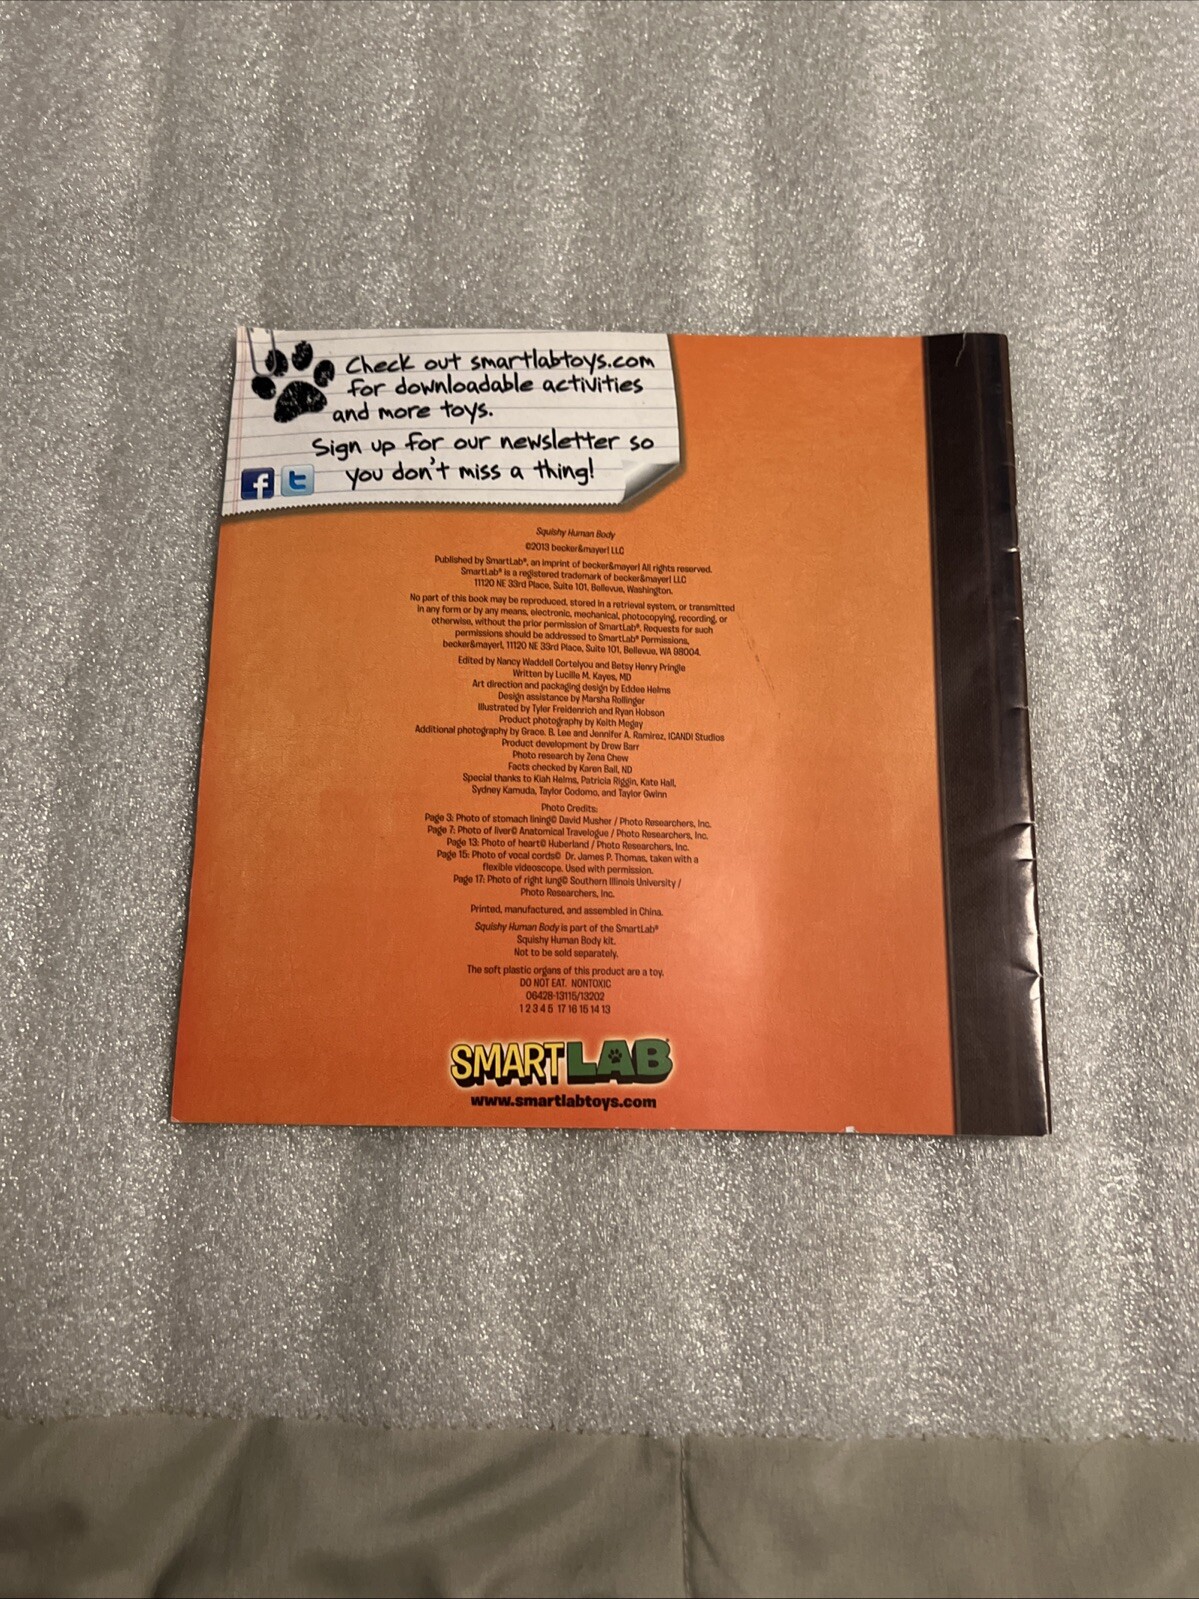 Check out smartlabtoys.com
for downloadable activities
and more toys.
Sign up for our newsletter so
you don't miss a thing!
f t
Squishy Human Body
©2013 becker&mayer! LLC
Published by SmartLab®, an imprint of becker&mayer! All rights reserved.
SmartLab® is a registered trademark of becker&mayer! LLC
11120 NE 33rd Place, Suite 101, Bellevue, Washington.
No part of this book may be reproduced, stored in a retrieval system, or transmitted
in any form or by any means, electronic, mechanical, photocopying, recording, or
otherwise, without the prior permission of SmartLab®. Requests for such
permissions should be addressed to SmartLab® Permissions,
becker&mayer!, 11120 NE 33rd Place, Suite 101, Bellevue, WA 98004.
Edited by Nancy Waddell Cortelyou and Betsy Henry Pringle
Written by Lucille M. Kayes, MD
Art direction and packaging design by Eddee Helms
Design assistance by Marsha Rollinger
Illustrated by Tyler Freidenrich and Ryan Hobson
Product photography by Keith Megay
Additional photography by Grace. B. Lee and Jennifer A. Ramirez, ICANDI Studios
Product development by Drew Barr
Photo research by Zena Chew
Facts checked by Karen Ball, ND
Special thanks to Kiah Helms, Patricia Riggin, Kate Hall,
Sydney Kamuda, Taylor Codomo, and Taylor Gwinn
Photo Credits:
Page 3: Photo of stomach lining© David Musher / Photo Researchers, Inc.
Page 7: Photo of liver© Anatomical Travelogue / Photo Researchers, Inc.
Page 13: Photo of heart© Huberland / Photo Researchers, Inc.
Page 15: Photo of vocal cords© Dr. James P. Thomas, taken with a
flexible videoscope. Used with permission.
Page 17: Photo of right lung© Southern Illinois University /
Photo Researchers, Inc.
Printed, manufactured, and assembled in China.
Squishy Human Body is part of the SmartLab®
Squishy Human Body kit.
Not to be sold separately.
The soft plastic organs of this product are a toy.
DO NOT EAT. NONTOXIC
06428-13115/13202
1 2 3 4 5 17 16 15 14 13
SMARTLAB
www.smartlabtoys.com